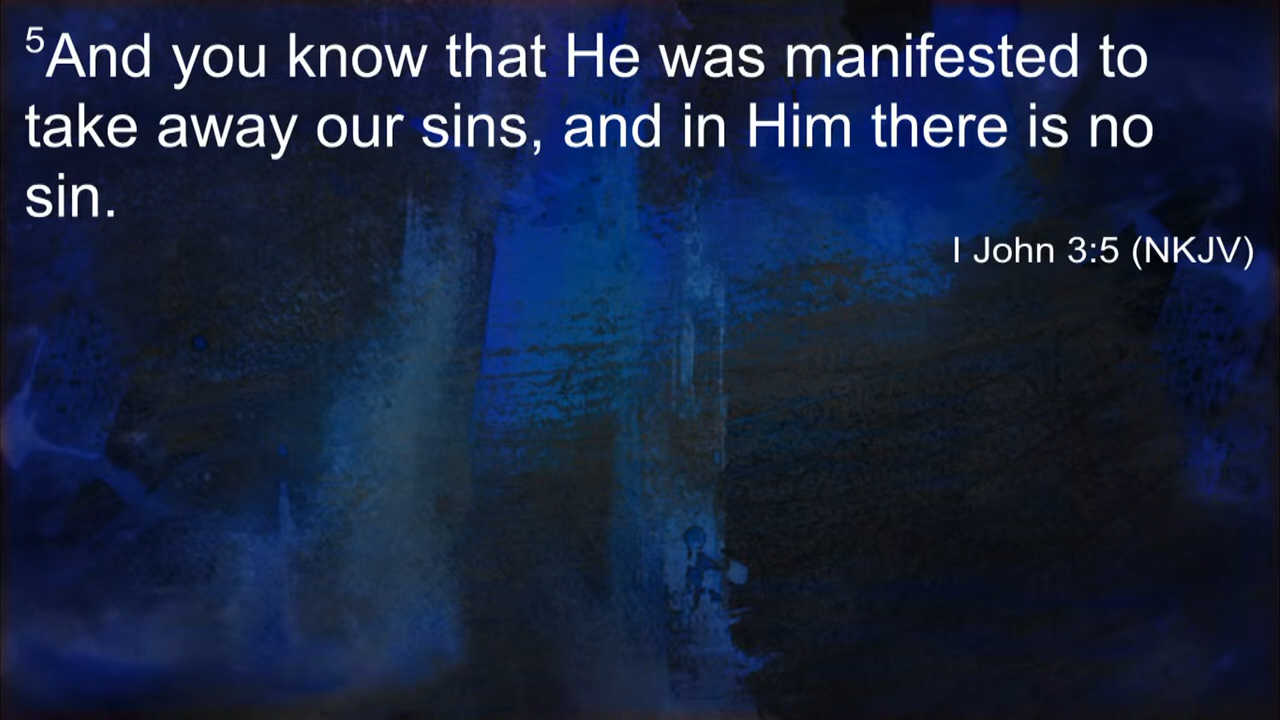 ⁵And you know that He was manifested to
take away our sins, and in Him there is no
sin.
I John 3:5 (NKJV)